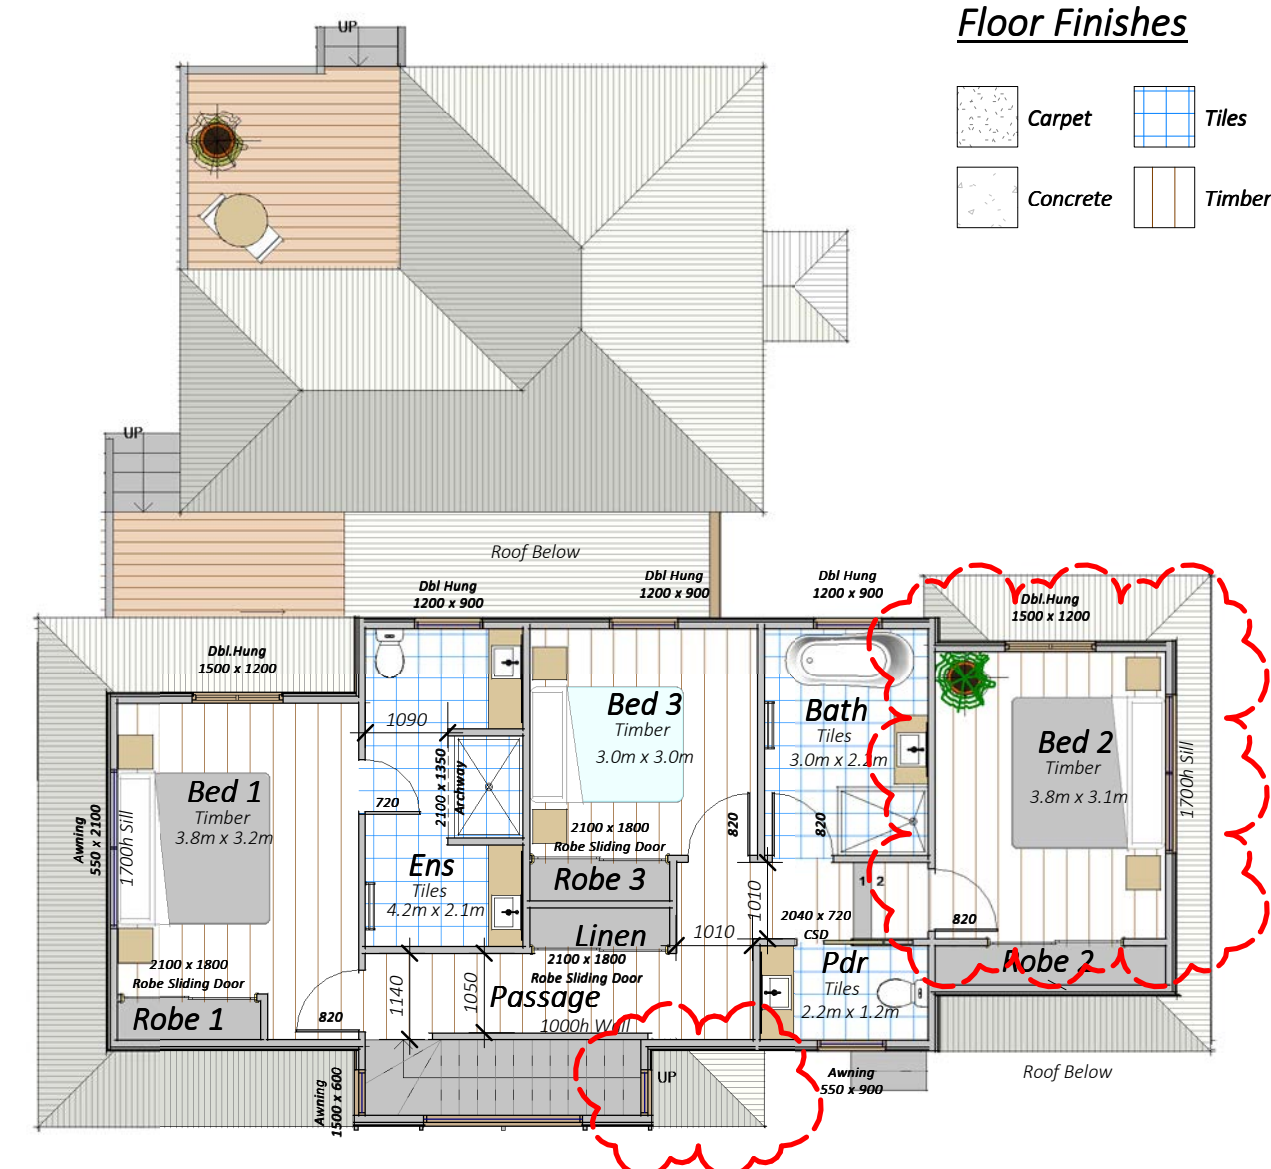 Floor Finishes
Carpet
Tiles
Concrete
Timber
UP
UP
Roof Below
Dbl Hung
1200 x 900
Dbl Hung
1200 x 900
Dbl Hung
1200 x 900
Dbl.Hung
1500 x 1200
Dbl.Hung
1500 x 1200
Bed 1
Timber
3.8m x 3.2m
Awning
550 x 2100
1700h Sill
2100 x 1800
Robe Sliding Door
Robe 1
820
1090
720
2100 x 1350
Archway
Ens
Tiles
4.2m x 2.1m
Bed 3
Timber
3.0m x 3.0m
2100 x 1800
Robe Sliding Door
Robe 3
820
Linen
2100 x 1800
Robe Sliding Door
Passage
1000h Wall
1140
1050
1010
1010
Bath
Tiles
3.0m x 2.2m
820
1 2
2040 x 720
CSD
Pdr
Tiles
2.2m x 1.2m
Bed 2
Timber
3.8m x 3.1m
1700h Sill
820
Robe 2
UP
Awning
1500 x 600
Awning
550 x 900
Roof Below